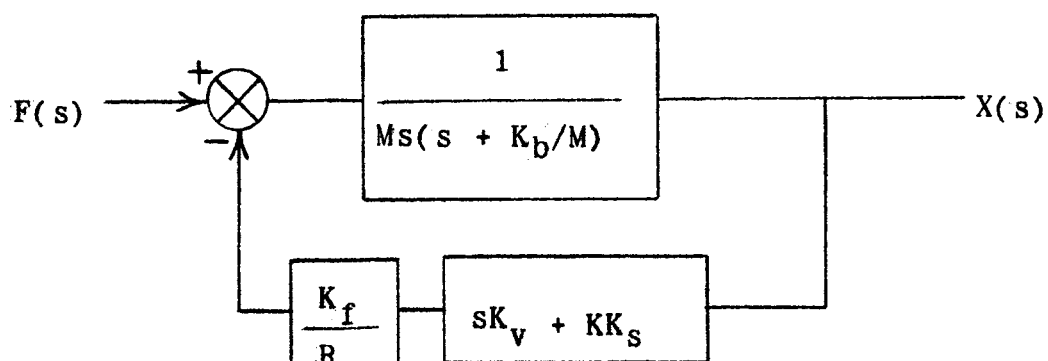 +
1
F(s)
X(s)
-
Ms(s + K_b/M)
K_f
sK_v + KK_s
R